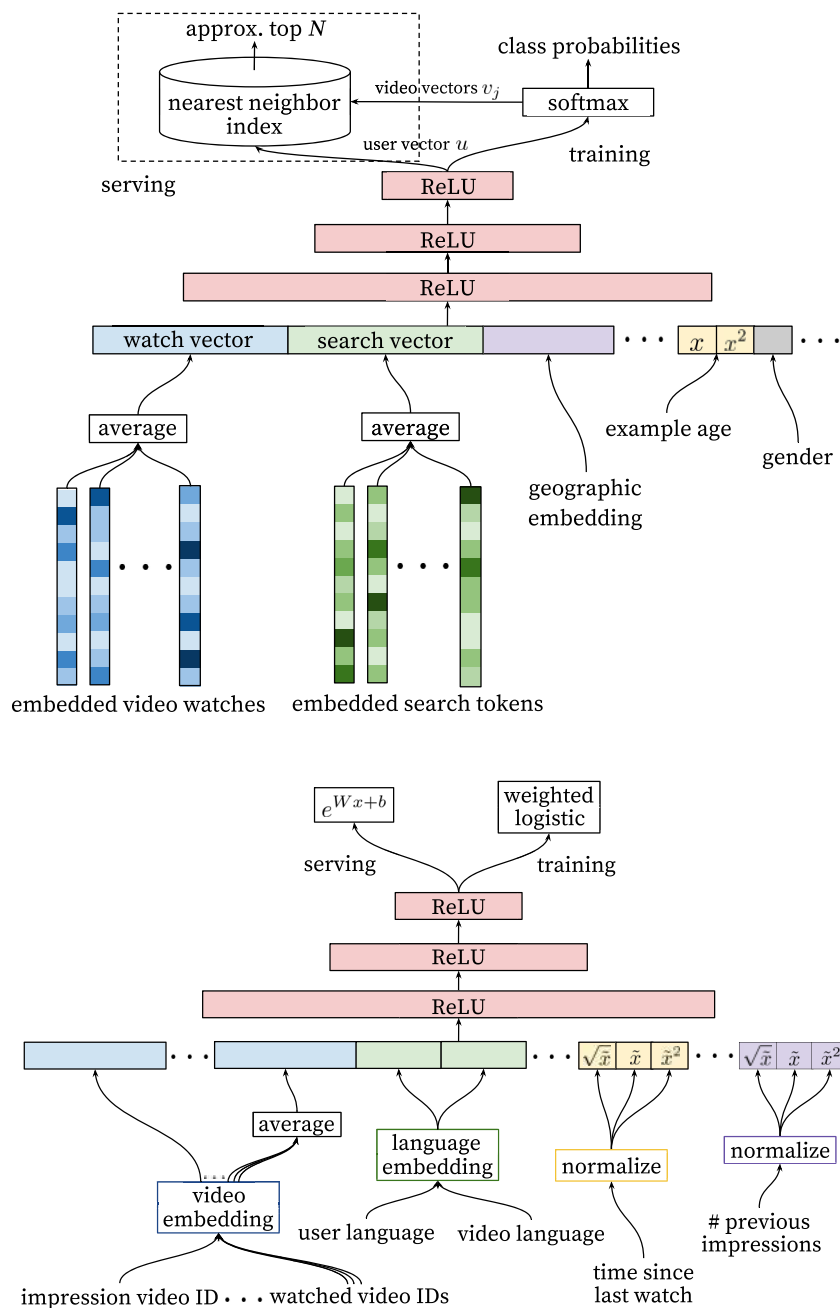 approx. top N
class probabilities
nearest neighbor
index
video vectors v_j
softmax
user vector u
training
serving
ReLU
ReLU
ReLU
watch vector
search vector
. . .
x
x²
. . .
average
average
example age
gender
geographic
embedding
. . .
. . .
embedded video watches
embedded search tokens
e^{Wx+b}
weighted
logistic
serving
training
ReLU
ReLU
ReLU
. . .
. . .
√x̃
x̃
x̃²
. . .
√x̃
x̃
x̃²
average
language
embedding
normalize
normalize
...
video
embedding
user language
video language
# previous
impressions
time since
last watch
impression video ID . . . watched video IDs